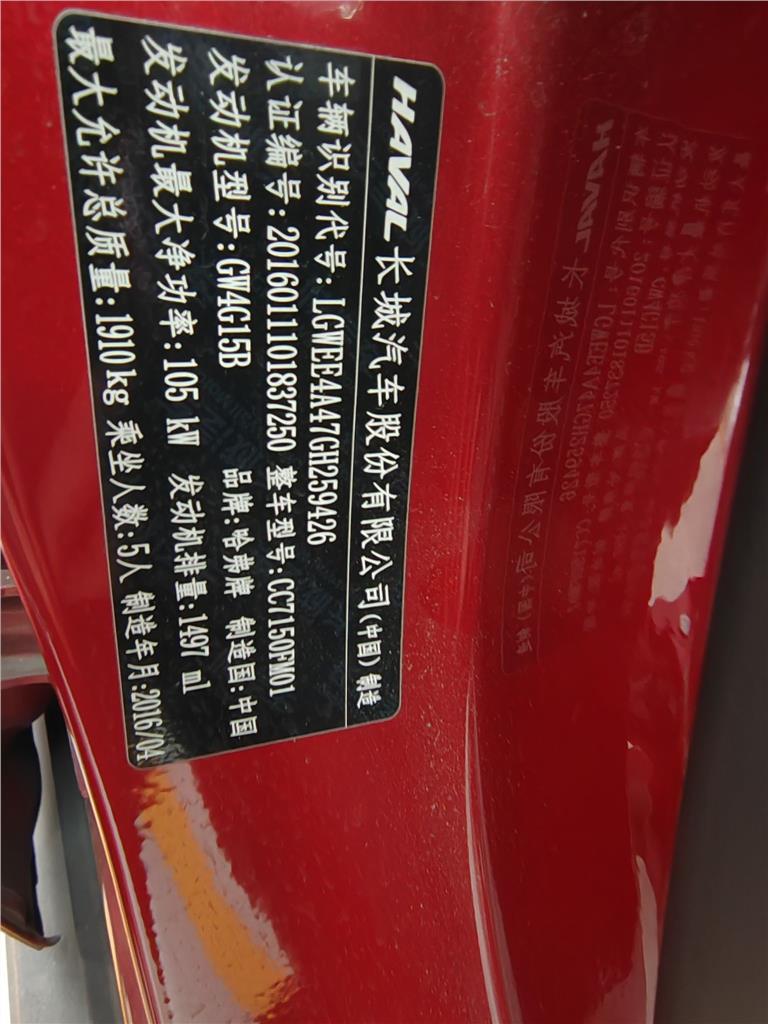 HAVAL 长城汽车股份有限公司(中国)制造
车辆识别代号:LGWEE4A47GH259426
认证编号:2016011101837250 整车型号:CC7150FM01
发动机型号:GW4G15B 品牌:哈弗牌 制造国:中国
发动机最大净功率:105 kW 发动机排量:1497 ml
最大允许总质量:1910kg 乘坐人数:5人 制造年月:2016/04